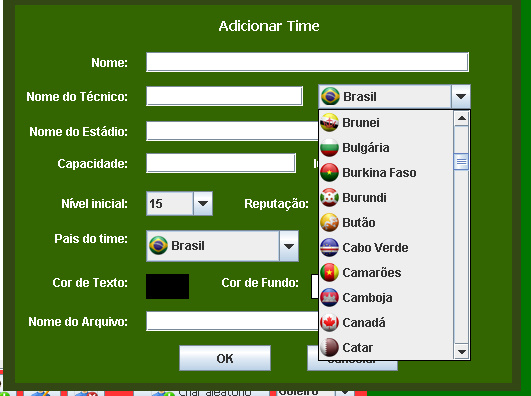 Adicionar Time
Nome:
Nome do Técnico:
Brasil
Brunei
Nome do Estádio:
Bulgária
Capacidade:
Burkina Faso
Burundi
Nível inicial:
15
Reputação:
Butão
Pais do time:
Brasil
Cabo Verde
Camarões
Cor de Texto:
Cor de Fundo:
Camboja
Nome do Arquivo:
Canadá
Catar
OK